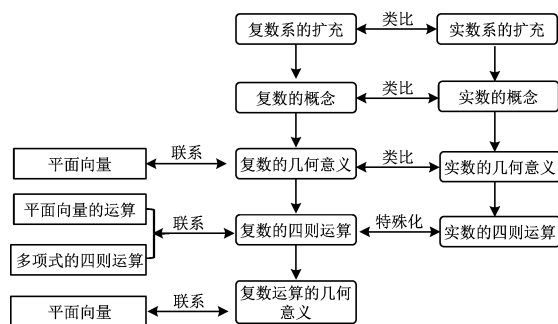 复数系的扩充
类比
实数系的扩充
复数的概念
类比
实数的概念
平面向量
联系
复数的几何意义
类比
实数的几何意义
平面向量的运算
多项式的四则运算
联系
复数的四则运算
特殊化
实数的四则运算
平面向量
联系
复数运算的几何
意义